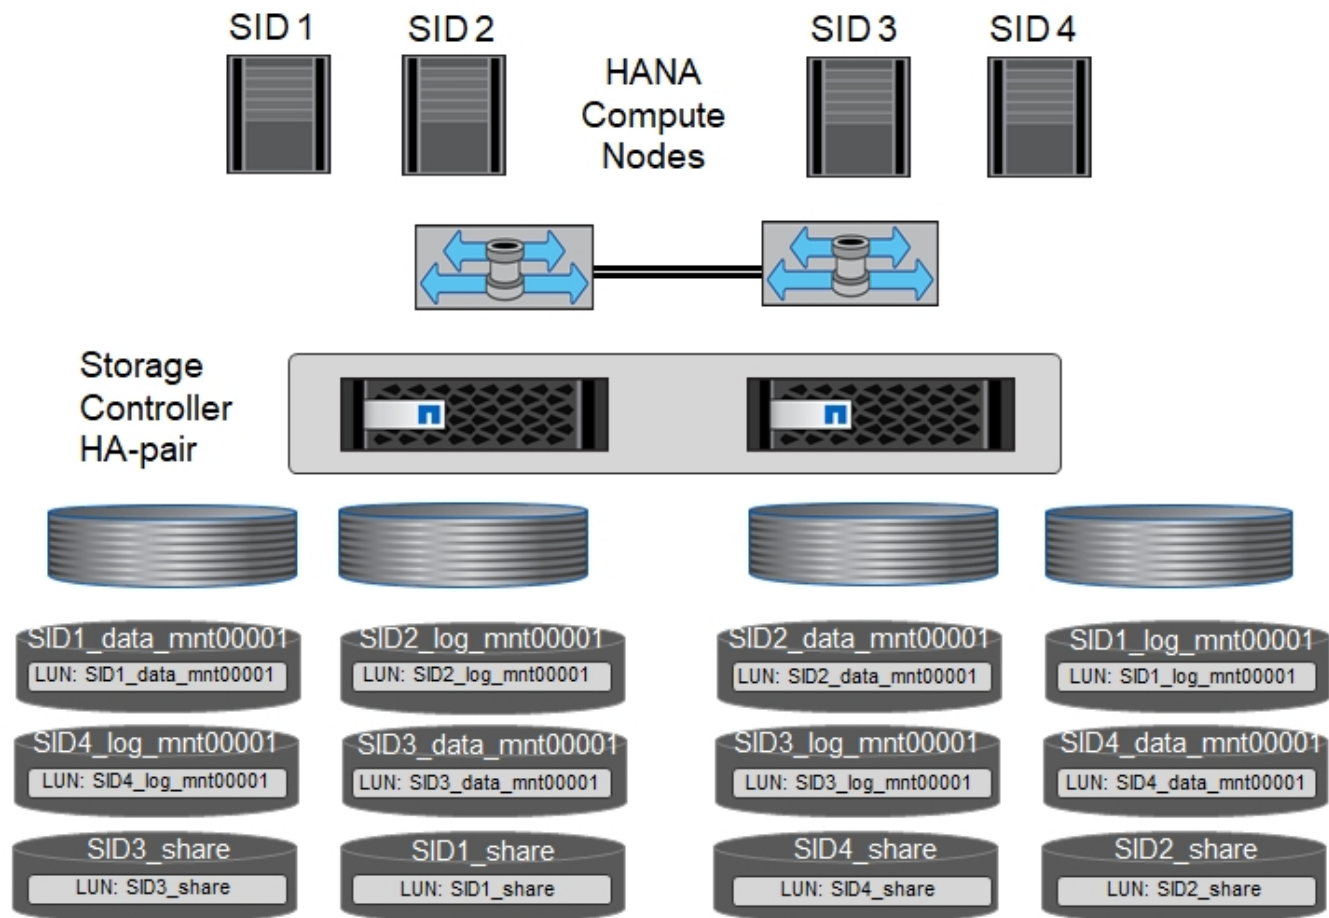 SID 1
SID 2
SID 3
SID 4
HANA
Compute
Nodes
Storage
Controller
HA-pair
SID1_data_mnt00001
LUN: SID1_data_mnt00001
SID2_log_mnt00001
LUN: SID2_log_mnt00001
SID2_data_mnt00001
LUN: SID2_data_mnt00001
SID1_log_mnt00001
LUN: SID1_log_mnt00001
SID4_log_mnt00001
LUN: SID4_log_mnt00001
SID3_data_mnt00001
LUN: SID3_data_mnt00001
SID3_log_mnt00001
LUN: SID3_log_mnt00001
SID4_data_mnt00001
LUN: SID4_data_mnt00001
SID3_share
LUN: SID3_share
SID1_share
LUN: SID1_share
SID4_share
LUN: SID4_share
SID2_share
LUN: SID2_share